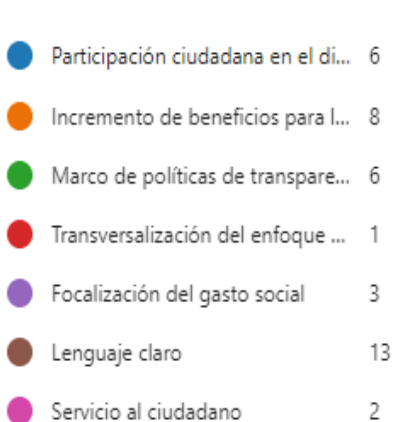 Participación ciudadana en el di... 6
Incremento de beneficios para l... 8
Marco de políticas de transpare... 6
Transversalización del enfoque ... 1
Focalización del gasto social 3
Lenguaje claro 13
Servicio al ciudadano 2